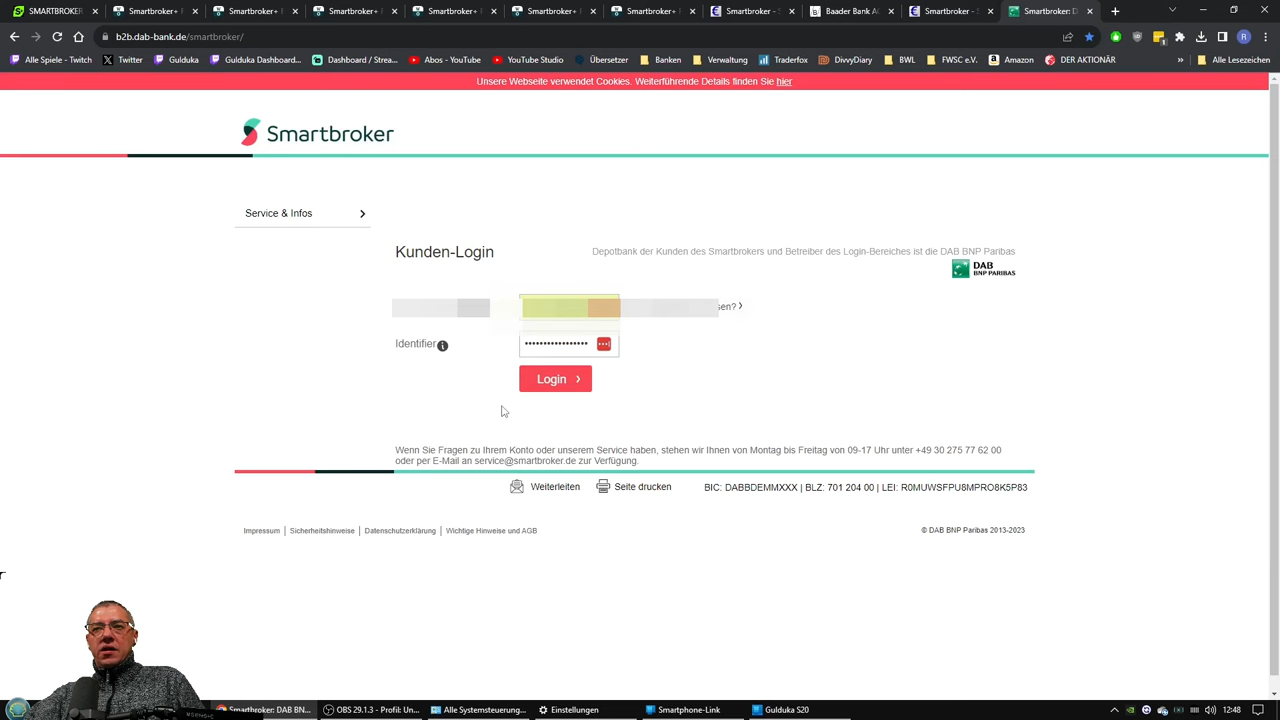 SMARTBROKER
Smartbroker -
Baader Bank A
Smartbroker -
Smartbroker: D
b2b.dab-bank.de/smartbroker/
Alle Spiele - Twitch
Twitter
Gulduka
Gulduka Dashboard...
Dashboard / Strea...
Abos - YouTube
YouTube Studio
Übersetzer
Banken
Traderfox
DivvyDiary
BWL
FWSC e.V.
Amazon
DER AKTIONÄR
»
Alle Lesezeichen
Unsere Webseite verwendet Cookies. Weiterführende Details finden Sie hier
Smartbroker
Service & Infos
Kunden-Login
Depotbank der Kunden des Smartbrokers und Betreiber des Login-Bereiches ist die DAB BNP Paribas
DAB
BNP PARIBAS
sen?
Identifier
Login
Wenn Sie Fragen zu Ihrem Konto oder unserem Service haben, stehen wir Ihnen von Montag bis Freitag von 09-17 Uhr unter +49 30 275 77 62 00
oder per E-Mail an service@smartbroker.de zur Verfügung.
Weiterleiten
Seite drucken
BIC: DABBDEMMXXX | BLZ: 701 204 00 | LEI: R0MUWSFPU8MPRO8K5P83
Impressum | Sicherheitshinweise | Datenschutzerklärung | Wichtige Hinweise und AGB
© DAB BNP Paribas 2013-2023
Smartbroker: DAB BN...
OBS 29.1.3 - Profil: Un...
Alle Systemsteuerung...
Einstellungen
Smartphone-Link
Gulduka S20
12:48